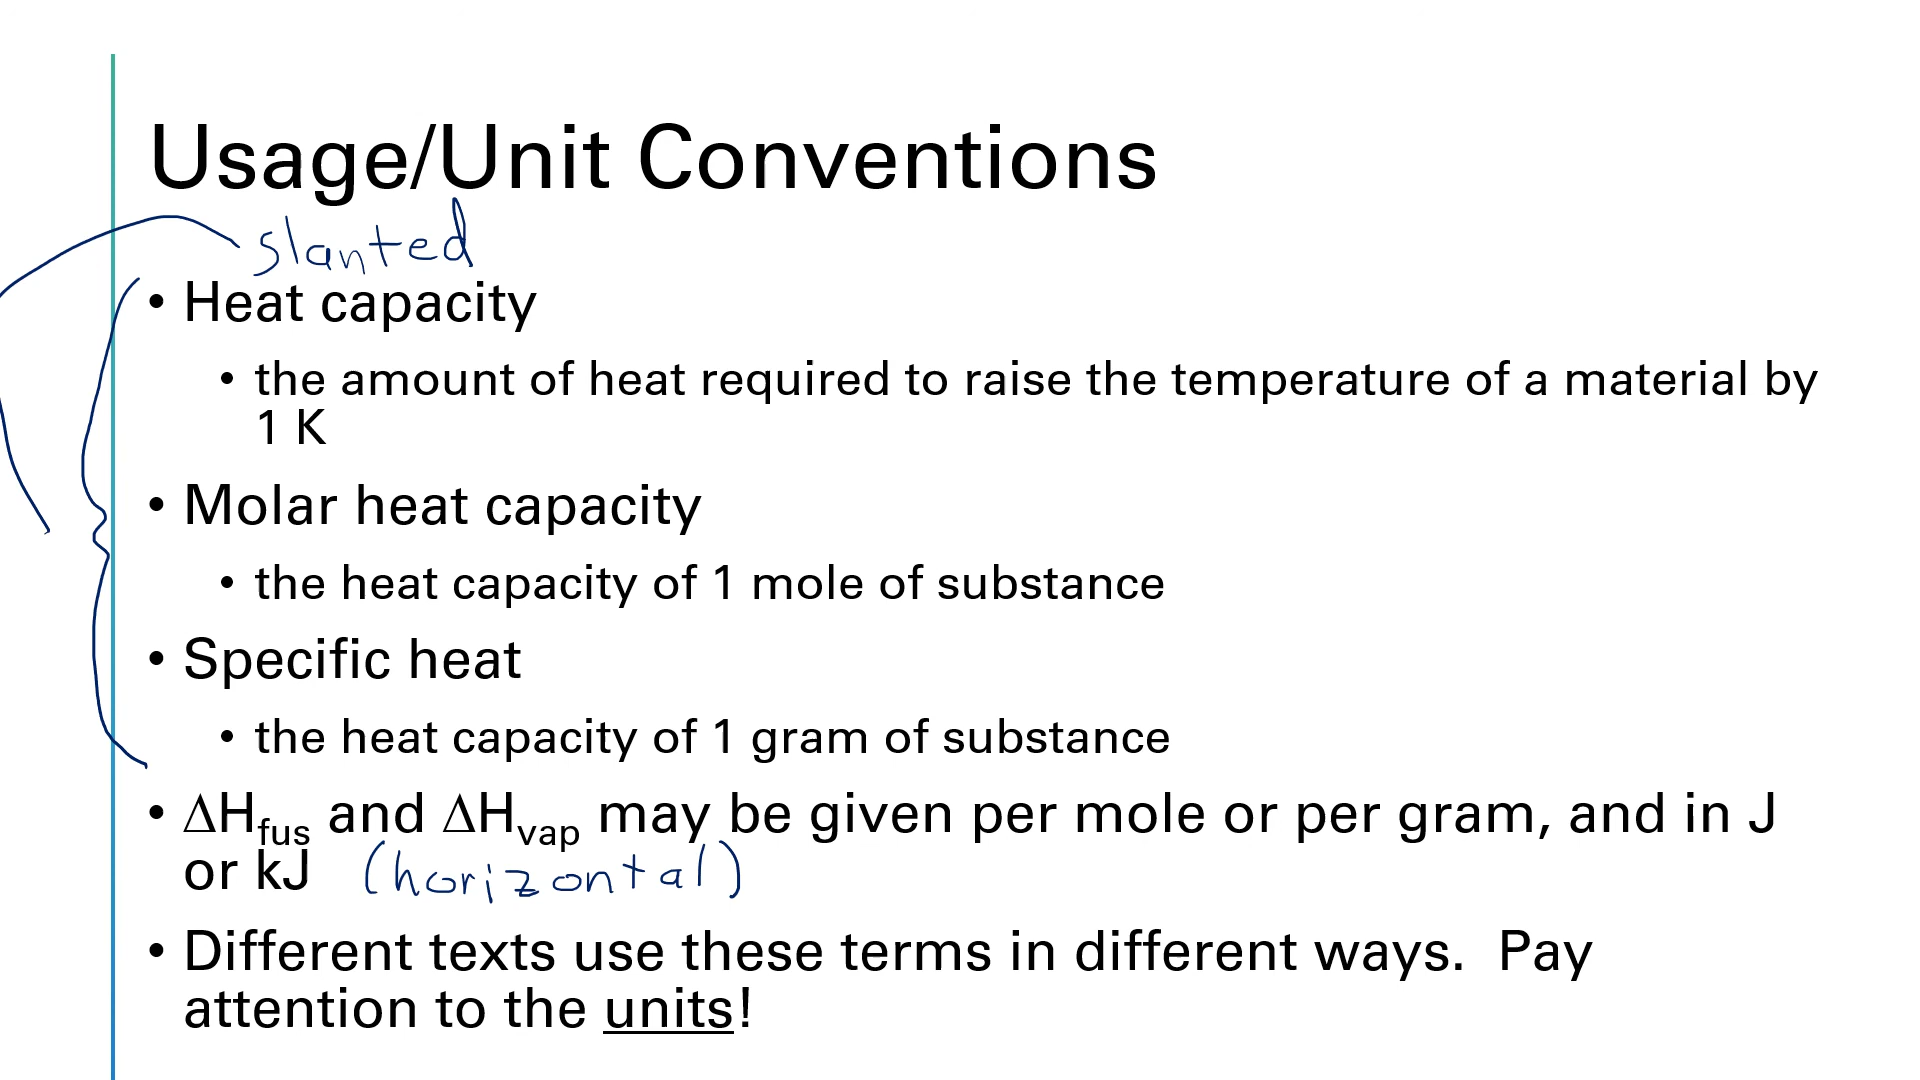 Usage/Unit Conventions
slanted
• Heat capacity
• the amount of heat required to raise the temperature of a material by
1 K
• Molar heat capacity
• the heat capacity of 1 mole of substance
• Specific heat
• the heat capacity of 1 gram of substance
• ΔHfus and ΔHvap may be given per mole or per gram, and in J
or kJ (horizontal)
• Different texts use these terms in different ways. Pay
attention to the units!